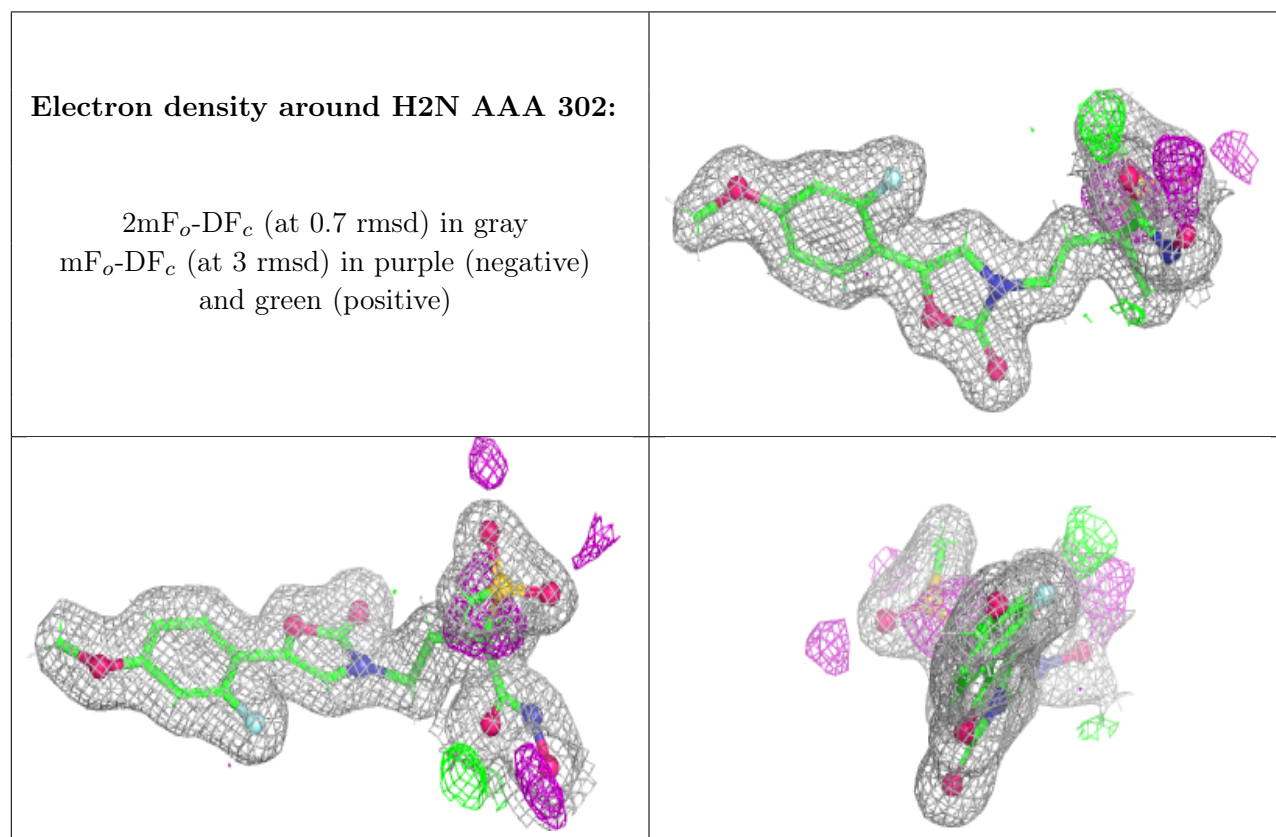 Electron density around H2N AAA 302:
2mFo-DFc (at 0.7 rmsd) in gray
mFo-DFc (at 3 rmsd) in purple (negative)
and green (positive)